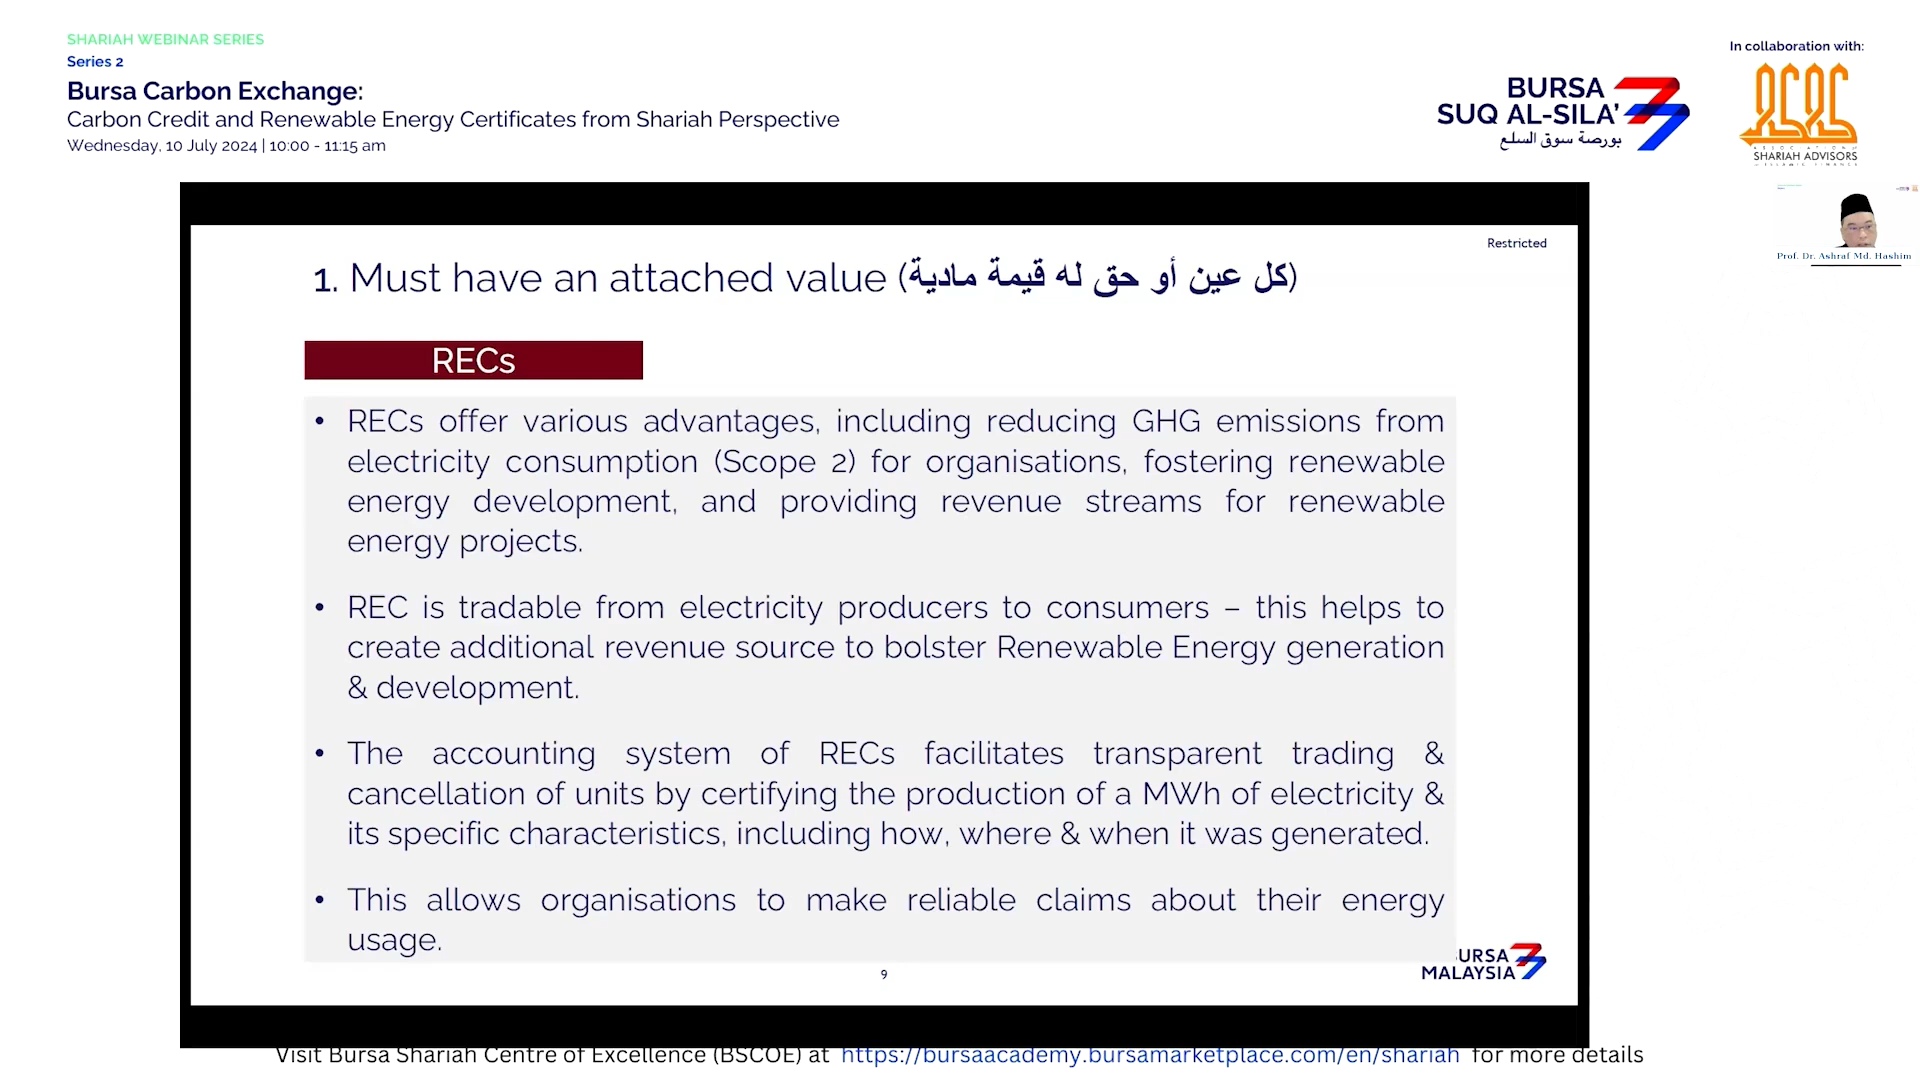 SHARIAH WEBINAR SERIES
Series 2
Bursa Carbon Exchange:
Carbon Credit and Renewable Energy Certificates from Shariah Perspective
Wednesday, 10 July 2024 | 10:00 - 11:15 am
BURSA
SUQ AL-SILA’
بورصة سوق السلع
In collaboration with:
SHARIAH ADVISORS
Prof. Dr. Ashraf Md. Hashim
Restricted
1. Must have an attached value (كل عين أو حق له قيمة مادية)
RECs
• RECs offer various advantages, including reducing GHG emissions from
electricity consumption (Scope 2) for organisations, fostering renewable
energy development, and providing revenue streams for renewable
energy projects.
• REC is tradable from electricity producers to consumers – this helps to
create additional revenue source to bolster Renewable Energy generation
& development.
• The accounting system of RECs facilitates transparent trading &
cancellation of units by certifying the production of a MWh of electricity &
its specific characteristics, including how, where & when it was generated.
• This allows organisations to make reliable claims about their energy
usage.
URSA
MALAYSIA
9
Visit Bursa Shariah Centre of Excellence (BSCOE) at https://bursaacademy.bursamarketplace.com/en/shariah for more details